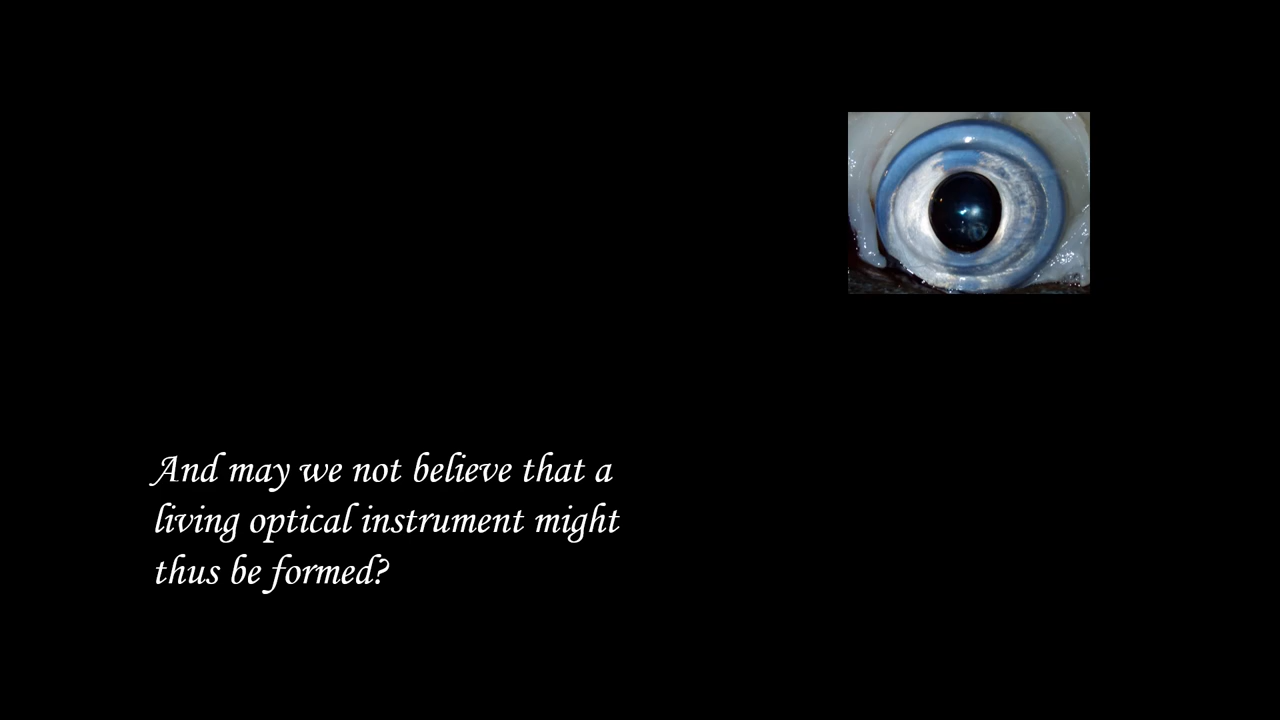 And may we not believe that a
living optical instrument might
thus be formed?